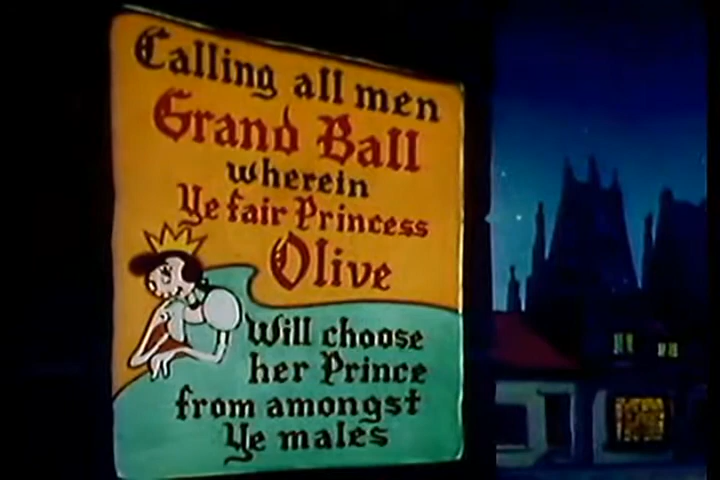 Calling all men
Grand Ball
wherein
Ye fair Princess
Olive
Will choose
her Prince
from amongst
Ye males